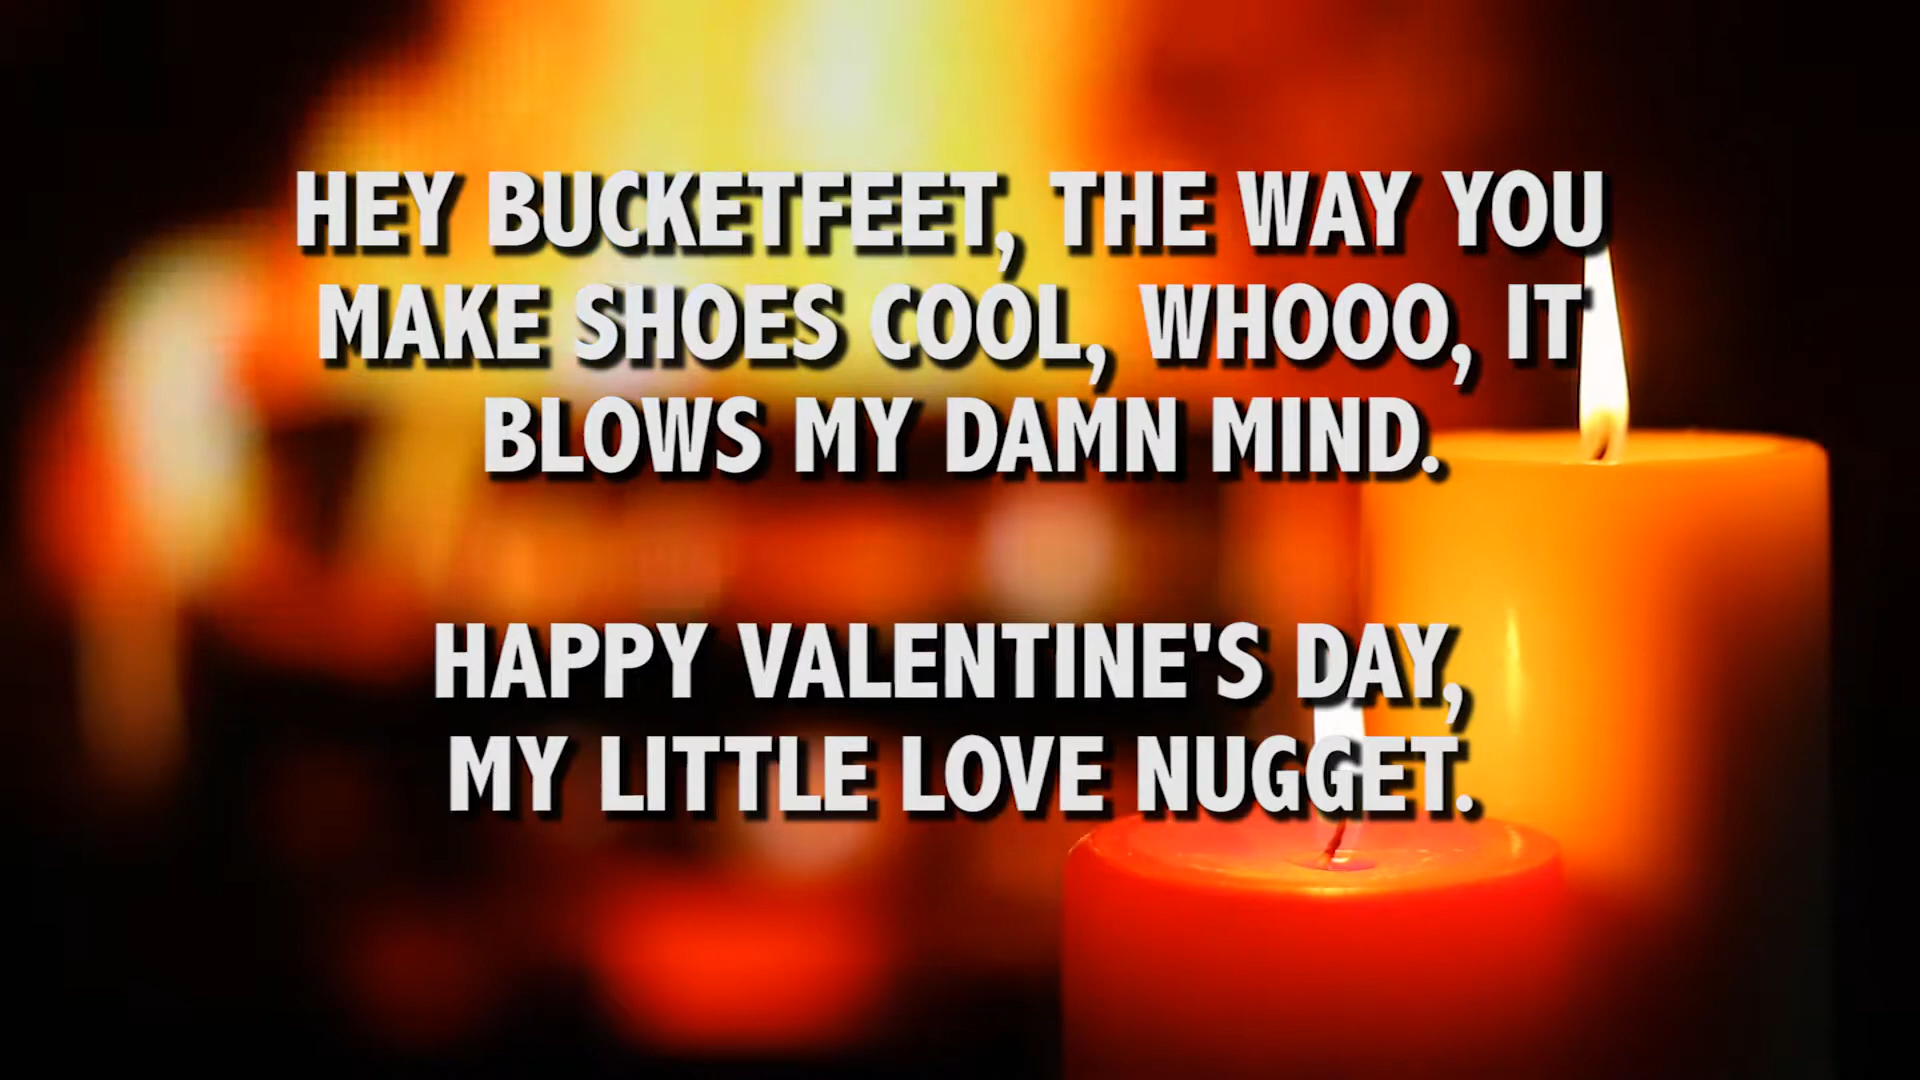 HEY BUCKETFEET, THE WAY YOU
MAKE SHOES COOL, WHOOO, IT
BLOWS MY DAMN MIND.
HAPPY VALENTINE'S DAY,
MY LITTLE LOVE NUGGET.